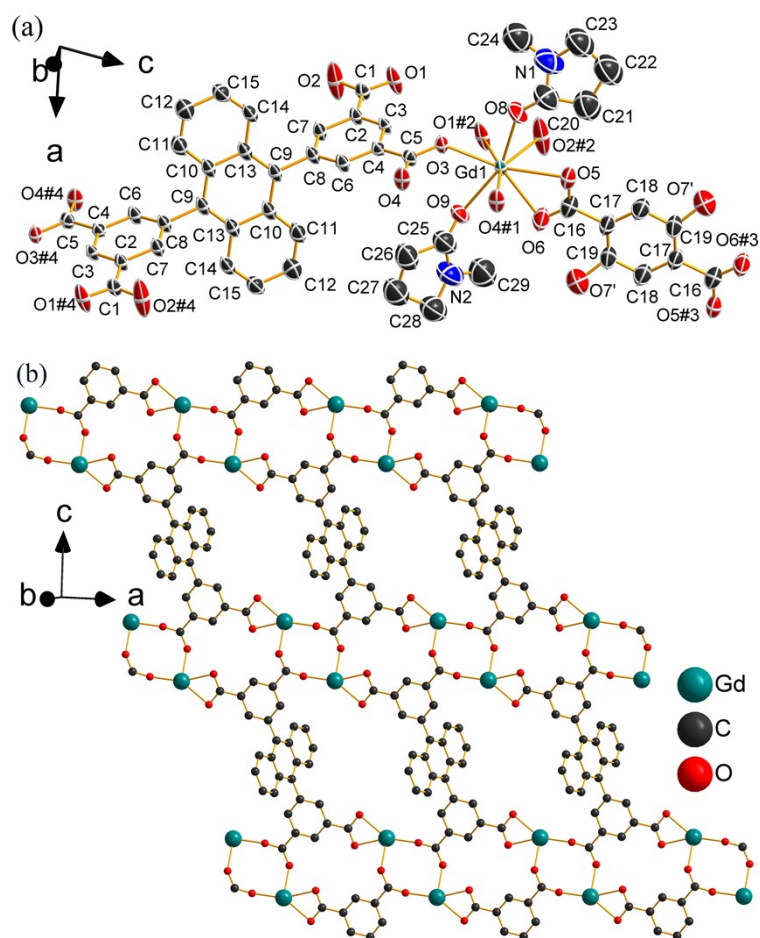 (a)
b
c
a
C24
C23
N1
C22
C21
O8
C20
C15
C12
C14
O2
C1
O1
C11
C7
C3
O1#2
O2#2
C10
C13
C9
C2
C5
O3
Gd1
O5
C18
O7'
O4#4
C6
C8
C6
C4
O4
O9
O4#1
O6
C16
C17
C19
O6#3
C4
C9
C25
C5
C8
C13
C10
C11
C26
C19
C17
O3#4
C3
C2
C7
C14
C12
C27
N2
C29
O7'
C18
C16
O1#4
C1
O2#4
C15
C28
O5#3
(b)
c
b
a
Gd
C
O